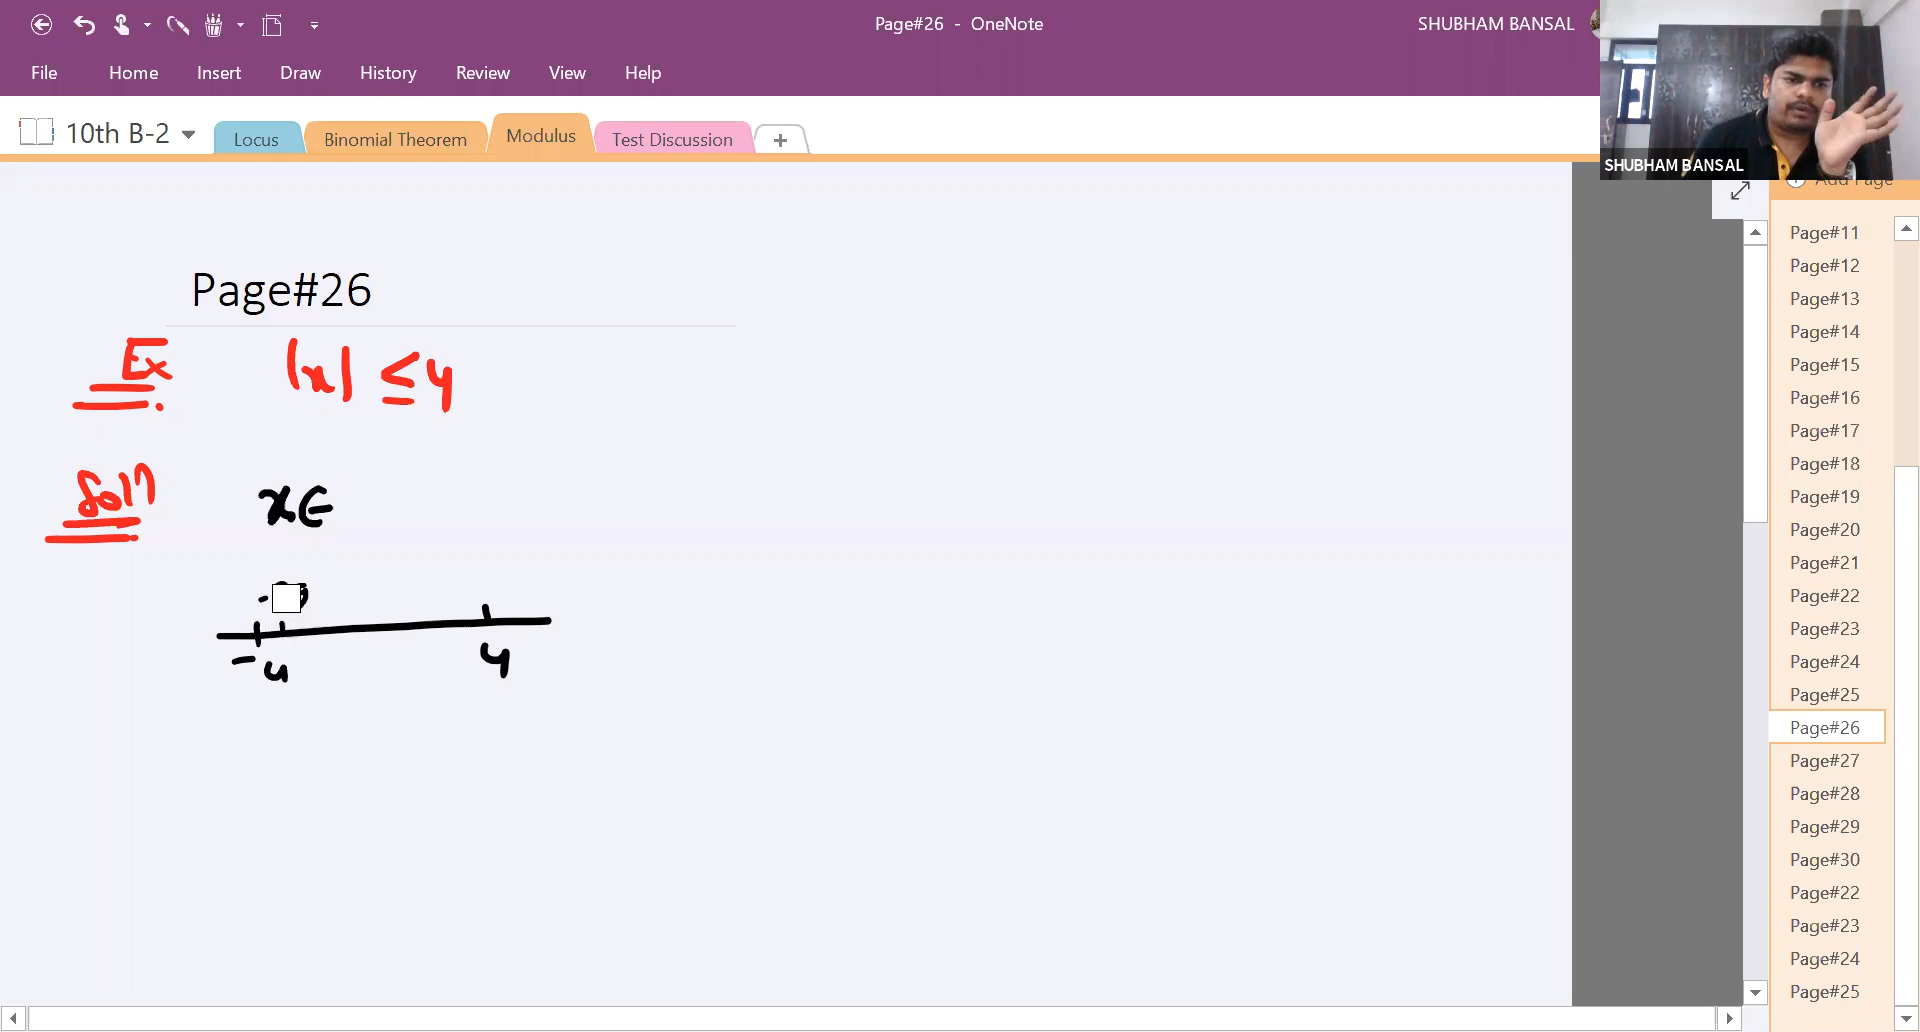 Page#26 - OneNote
SHUBHAM BANSAL
File Home Insert Draw History Review View Help
10th B-2
Locus
Binomial Theorem
Modulus
Test Discussion
+
SHUBHAM BANSAL
Add Page
Page#26
Ex.
|x| ≤ 4
Solⁿ
x∈
-4
4
Page#11
Page#12
Page#13
Page#14
Page#15
Page#16
Page#17
Page#18
Page#19
Page#20
Page#21
Page#22
Page#23
Page#24
Page#25
Page#26
Page#27
Page#28
Page#29
Page#30
Page#22
Page#23
Page#24
Page#25